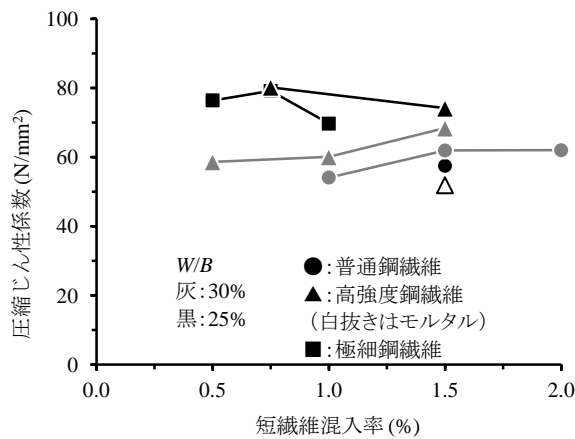 圧縮じん性係数 (N/mm²)
100
80
60
40
20
0
W/B
灰：30%
黒：25%
●：普通鋼繊維
▲：高強度鋼繊維
（白抜きはモルタル）
■：極細鋼繊維
0.0 0.5 1.0 1.5 2.0
短繊維混入率 (%)